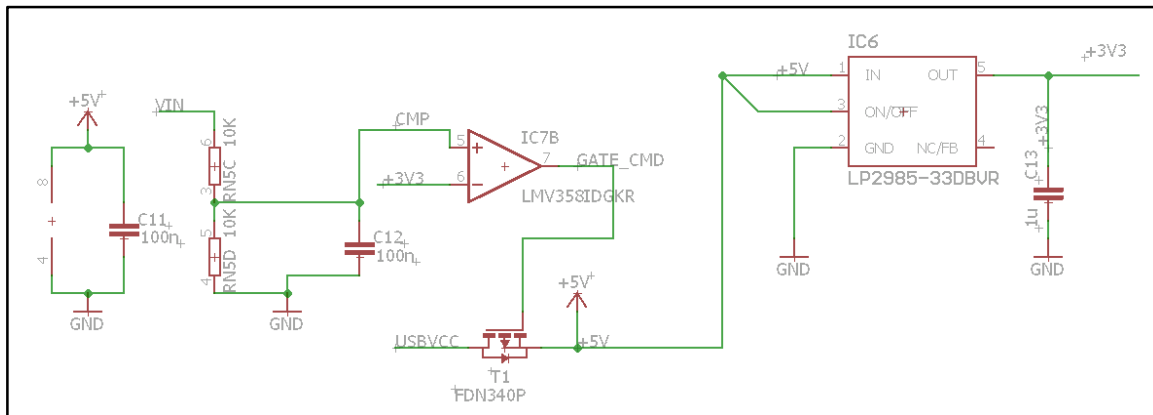 +5V
8
4
C11
100n
GND
VIN
6
10K
3
RN5C
5
10K
4
RN5D
GND
C12
100n
CMP
+3V3
5
6
7
IC7B
LMV358IDGKR
GATE_CMD
USBVCC
T1
FDN340P
+5V
+5V
IC6
+5V
1
IN
OUT
5
+3V3
3
ON/OFF
2
GND
NC/FB
4
LP2985-33DBVR
GND
+3V3
C13
1u
GND